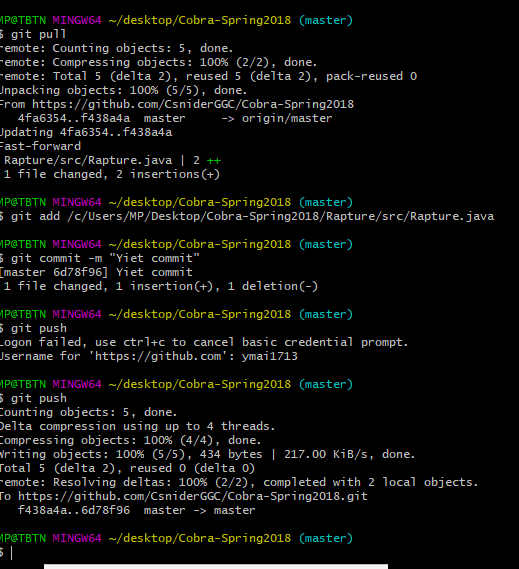 MP@TBTN MINGW64 ~/desktop/Cobra-Spring2018 (master)
$ git pull
remote: Counting objects: 5, done.
remote: Compressing objects: 100% (2/2), done.
remote: Total 5 (delta 2), reused 5 (delta 2), pack-reused 0
Unpacking objects: 100% (5/5), done.
From https://github.com/CsniderGGC/Cobra-Spring2018
4fa6354..f438a4a master -> origin/master
Updating 4fa6354..f438a4a
Fast-forward
Rapture/src/Rapture.java | 2 ++
1 file changed, 2 insertions(+)
MP@TBTN MINGW64 ~/desktop/Cobra-Spring2018 (master)
$ git add /c/Users/MP/Desktop/Cobra-Spring2018/Rapture/src/Rapture.java
MP@TBTN MINGW64 ~/desktop/Cobra-Spring2018 (master)
$ git commit -m "Yiet commit"
[master 6d78f96] Yiet commit
1 file changed, 1 insertion(+), 1 deletion(-)
MP@TBTN MINGW64 ~/desktop/Cobra-Spring2018 (master)
$ git push
Logon failed, use ctrl+c to cancel basic credential prompt.
Username for 'https://github.com': ymai1713
MP@TBTN MINGW64 ~/desktop/Cobra-Spring2018 (master)
$ git push
Counting objects: 5, done.
Delta compression using up to 4 threads.
Compressing objects: 100% (4/4), done.
Writing objects: 100% (5/5), 434 bytes | 217.00 KiB/s, done.
Total 5 (delta 2), reused 0 (delta 0)
remote: Resolving deltas: 100% (2/2), completed with 2 local objects.
To https://github.com/CsniderGGC/Cobra-Spring2018.git
f438a4a..6d78f96 master -> master
MP@TBTN MINGW64 ~/desktop/Cobra-Spring2018 (master)
$